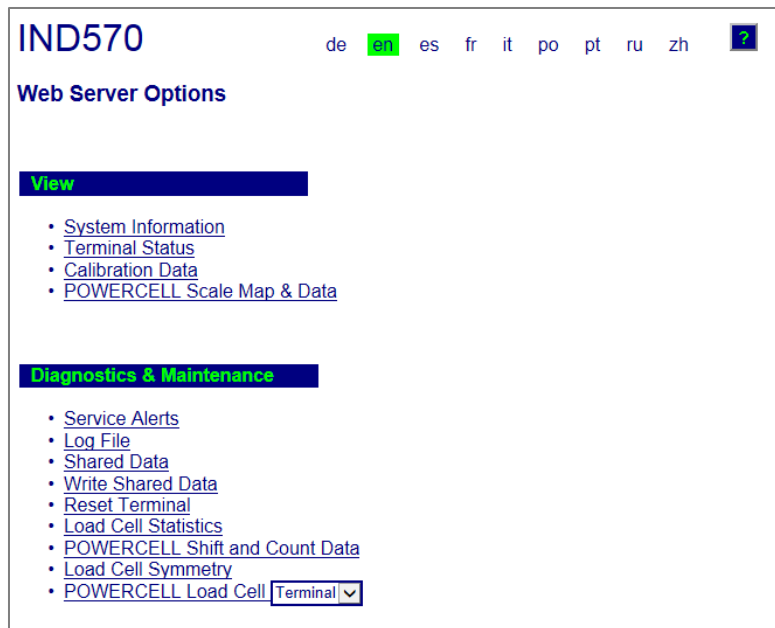 IND570 de en es fr it po pt ru zh ?
Web Server Options
View
• System Information
• Terminal Status
• Calibration Data
• POWERCELL Scale Map & Data
Diagnostics & Maintenance
• Service Alerts
• Log File
• Shared Data
• Write Shared Data
• Reset Terminal
• Load Cell Statistics
• POWERCELL Shift and Count Data
• Load Cell Symmetry
• POWERCELL Load Cell Terminal